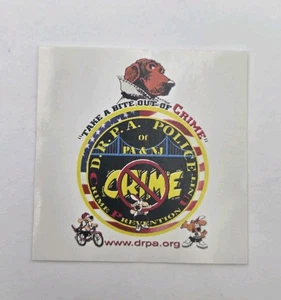 "TAKE A BITE OUT OF CRIME"
D.R.P.A. POLICE
OF
PA & NJ
CRIME
CRIME PREVENTION UNIT
www.drpa.org